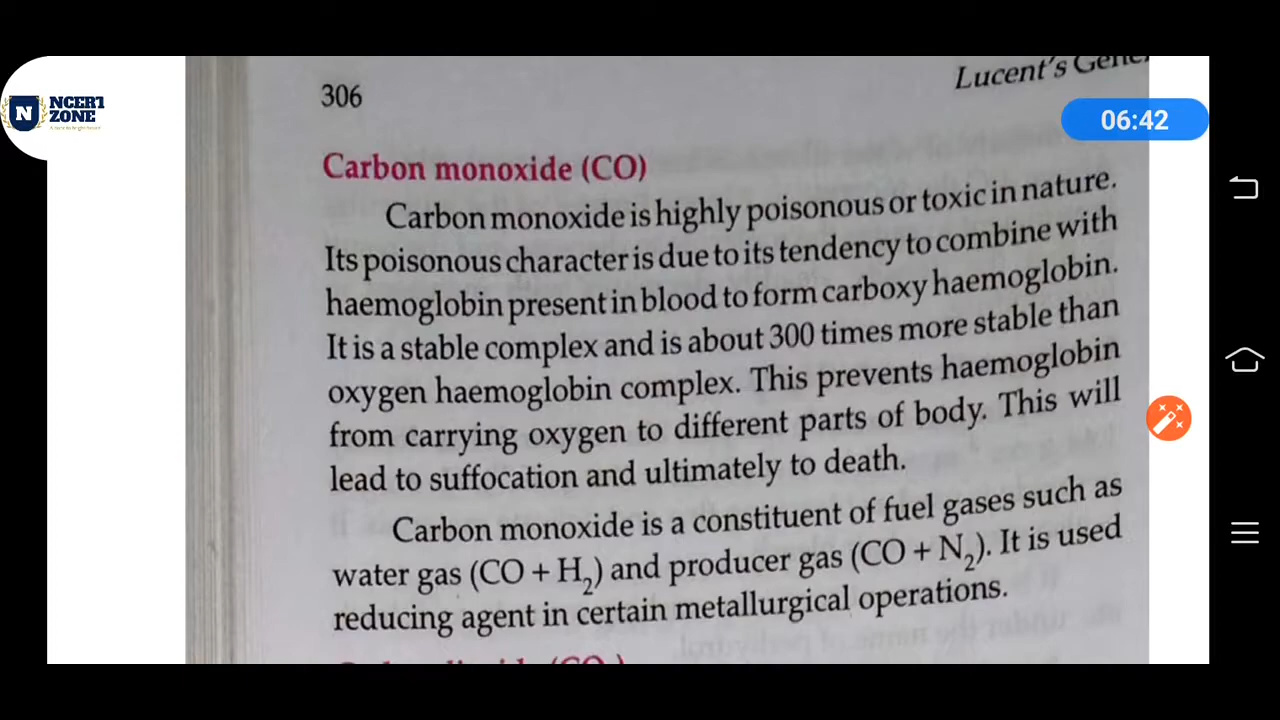 NCERT
ZONE
306
Lucent's
06:42
Carbon monoxide (CO)
Carbon monoxide is highly poisonous or toxic in nature.
Its poisonous character is due to its tendency to combine with
haemoglobin present in blood to form carboxy haemoglobin.
It is a stable complex and is about 300 times more stable than
oxygen haemoglobin complex. This prevents haemoglobin
from carrying oxygen to different parts of body. This will
lead to suffocation and ultimately to death.
Carbon monoxide is a constituent of fuel gases such as
water gas (CO + H₂) and producer gas (CO + N₂). It is used
reducing agent in certain metallurgical operations.